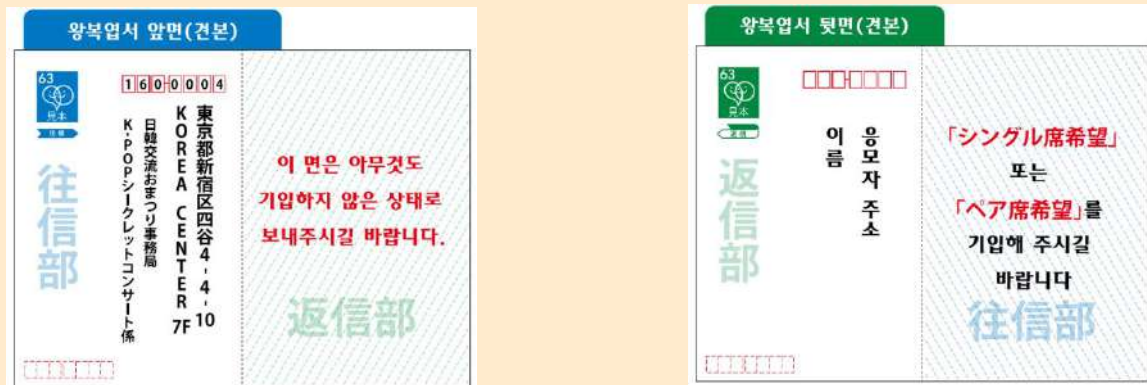 왕복엽서 앞면(견본)
63
見本
往信部
160-0004
東京都新宿区四谷4-4-10
KOREA CENTER 7F
日韓交流おまつり事務局
K-POPシークレットコンサート係
이 면은 아무것도
기입하지 않은 상태로
보내주시길 바랍니다.
返信部
왕복엽서 뒷면(견본)
63
見本
返信部
응모자 주소
이름
「シングル席希望」
또는
「ペア席希望」를
기입해 주시길
바랍니다
往信部